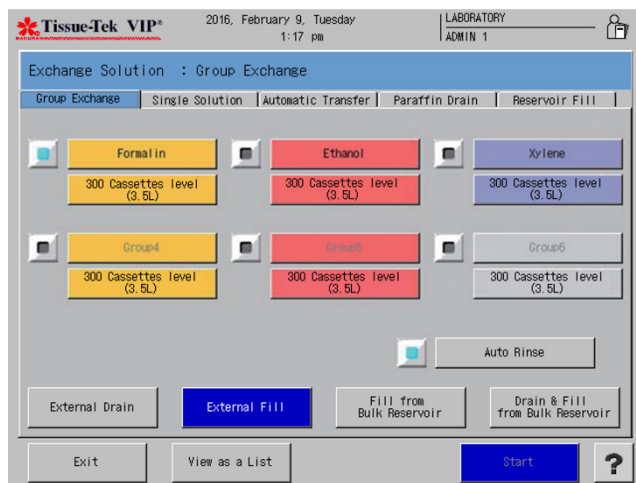 Tissue-Tek VIP®
SAKURA
2016, February 9, Tuesday
1:17 pm
LABORATORY
ADMIN 1
Exchange Solution : Group Exchange
Group Exchange
Single Solution
Automatic Transfer
Paraffin Drain
Reservoir Fill
Formalin
Ethanol
Xylene
300 Cassettes level
(3.5L)
300 Cassettes level
(3.5L)
300 Cassettes level
(3.5L)
Group4
Group5
Group6
300 Cassettes level
(3.5L)
300 Cassettes level
(3.5L)
300 Cassettes level
(3.5L)
Auto Rinse
External Drain
External Fill
Fill from
Bulk Reservoir
Drain & Fill
from Bulk Reservoir
Exit
View as a List
Start
?